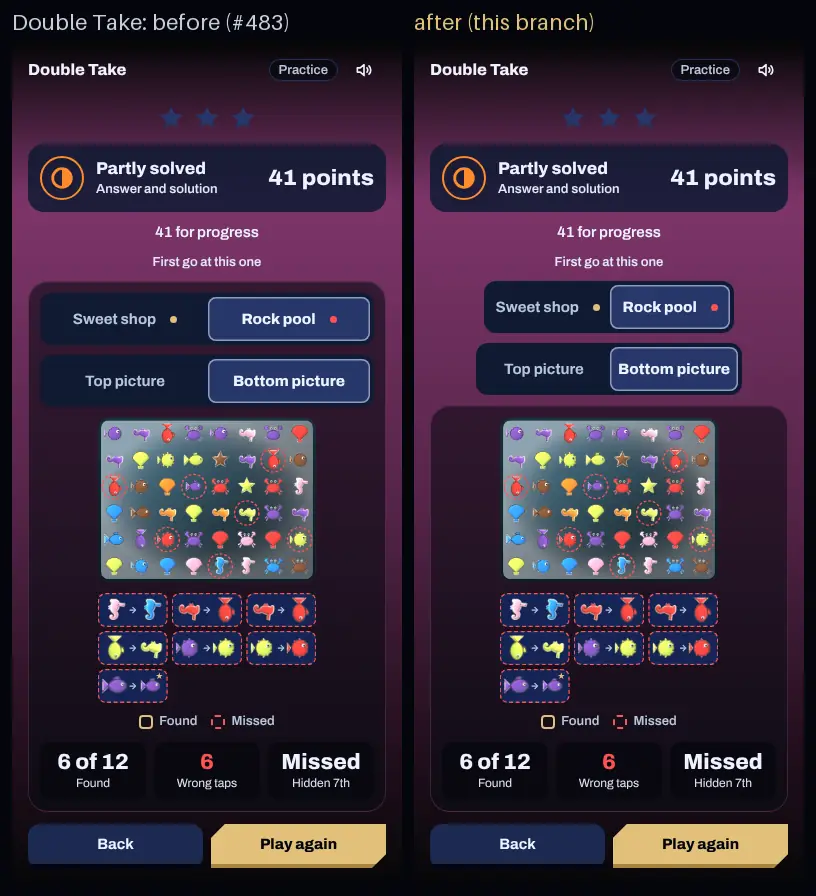 Double Take: before (#483)
Double Take
Practice
Partly solved
Answer and solution
41 points
41 for progress
First go at this one
Sweet shop
Rock pool
Top picture
Bottom picture
Found
Missed
6 of 12
Found
6
Wrong taps
Missed
Hidden 7th
Back
Play again
after (this branch)
Double Take
Practice
Partly solved
Answer and solution
41 points
41 for progress
First go at this one
Sweet shop
Rock pool
Top picture
Bottom picture
Found
Missed
6 of 12
Found
6
Wrong taps
Missed
Hidden 7th
Back
Play again